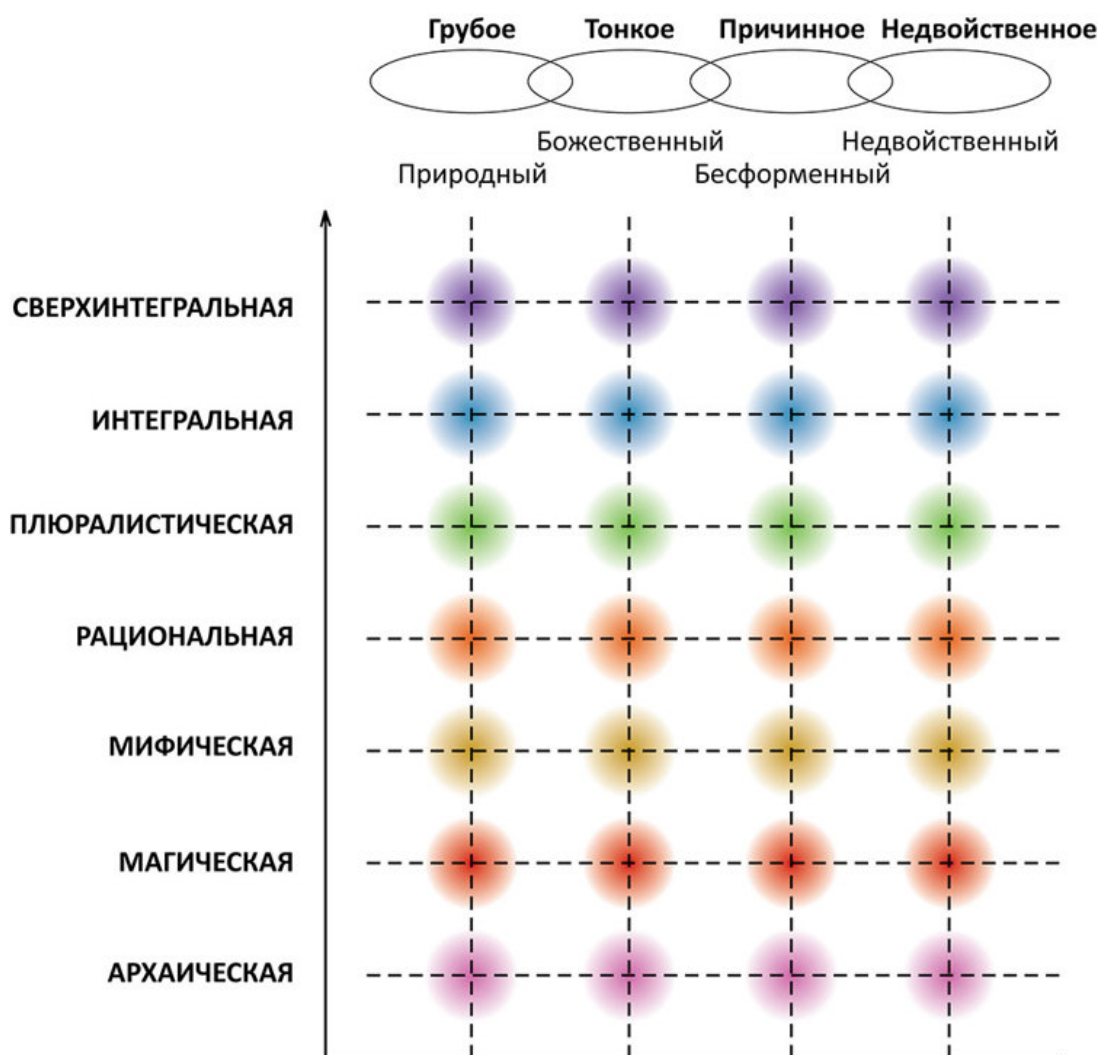 Грубое Тонкое Причинное Недвойственное
Божественный Недвойственный
Природный Бесформенный
СВЕРХИНТЕГРАЛЬНАЯ
ИНТЕГРАЛЬНАЯ
ПЛЮРАЛИСТИЧЕСКАЯ
РАЦИОНАЛЬНАЯ
МИФИЧЕСКАЯ
МАГИЧЕСКАЯ
АРХАИЧЕСКАЯ